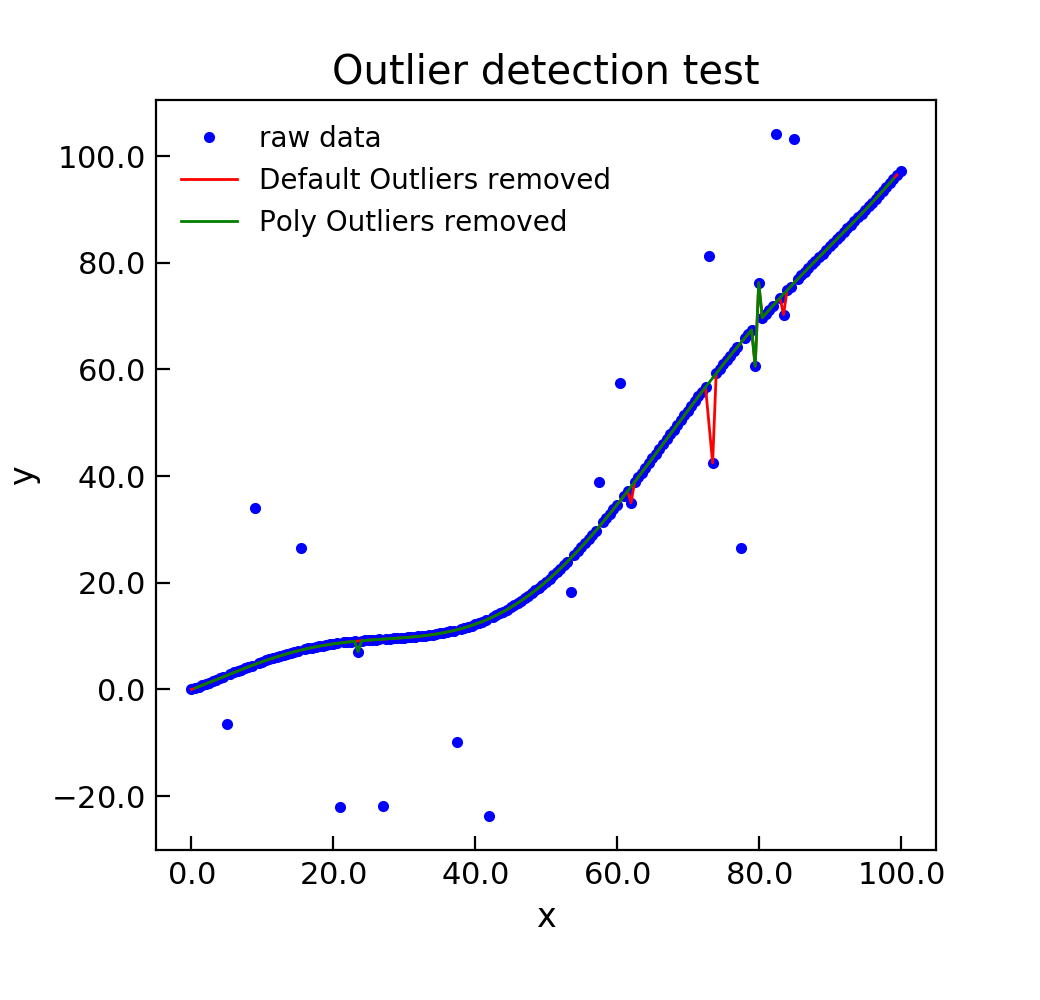 Outlier detection test
raw data
Default Outliers removed
Poly Outliers removed
100.0
80.0
60.0
40.0
20.0
0.0
−20.0
y
0.0 20.0 40.0 60.0 80.0 100.0
x